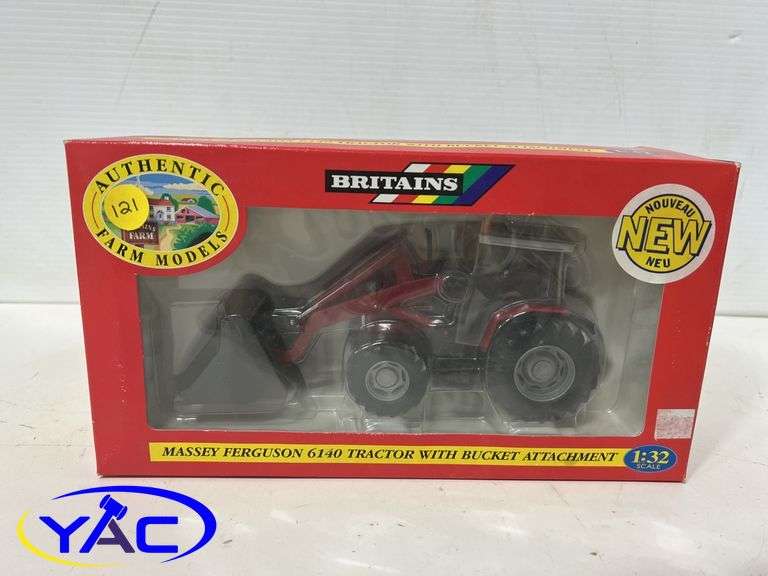 AUTHENTIC
121
FARM
FARM MODELS
BRITAINS
NOUVEAU
NEW
NEU
MASSEY FERGUSON 6140 TRACTOR WITH BUCKET ATTACHMENT
1:32
SCALE
YAC